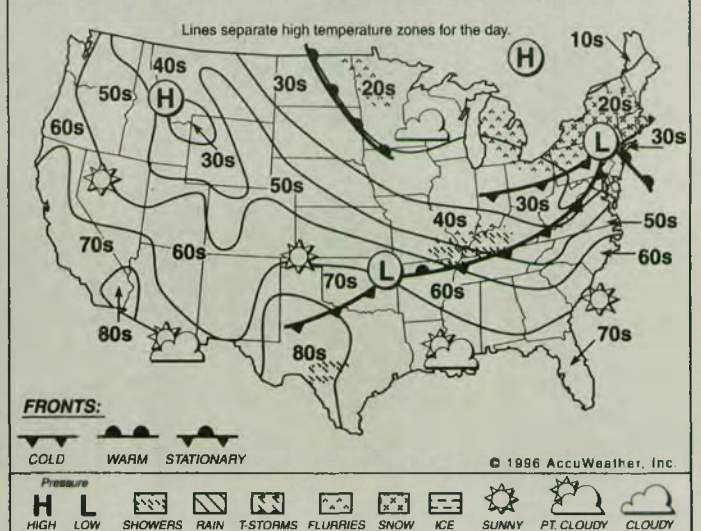 Lines separate high temperature zones for the day.
H
10s
40s
30s
20s
50s
H
20s
60s
L
30s
30s
50s
30s
40s
50s
70s
60s
60s
L
70s
60s
80s
80s
70s
FRONTS:
COLD WARM STATIONARY
© 1996 AccuWeather, Inc.
Pressure
H L
HIGH LOW SHOWERS RAIN T-STORMS FLURRIES SNOW ICE SUNNY PT. CLOUDY CLOUDY